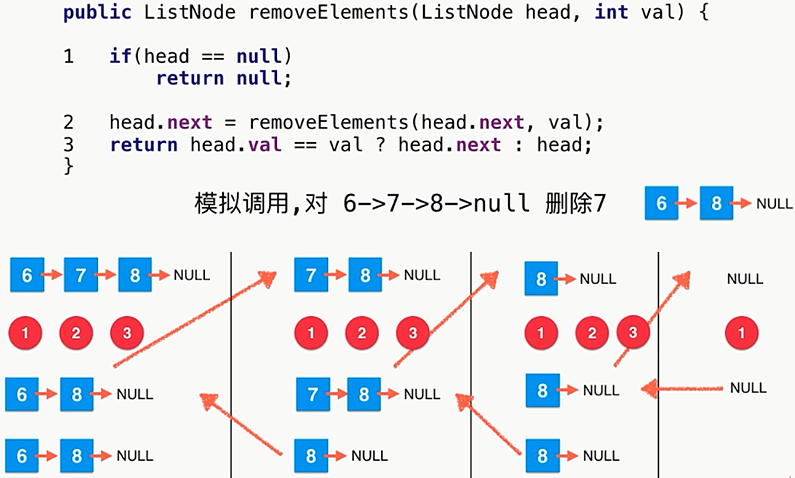 public ListNode removeElements(ListNode head, int val) {
1 if(head == null)
return null;
2 head.next = removeElements(head.next, val);
3 return head.val == val ? head.next : head;
}
模拟调用,对 6->7->8->null 删除7 6 8 NULL
6 7 8 NULL 7 8 NULL 8 NULL NULL
1 2 3 1 2 3 1 2 3 1
6 8 NULL 7 8 NULL 8 NULL NULL
6 8 NULL 8 NULL 8 NULL